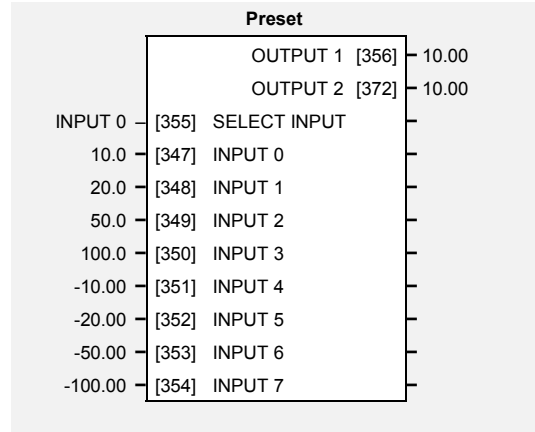 Preset
OUTPUT 1 [356] 10.00
OUTPUT 2 [372] 10.00
INPUT 0 [355] SELECT INPUT
10.0 [347] INPUT 0
20.0 [348] INPUT 1
50.0 [349] INPUT 2
100.0 [350] INPUT 3
-10.00 [351] INPUT 4
-20.00 [352] INPUT 5
-50.00 [353] INPUT 6
-100.00 [354] INPUT 7